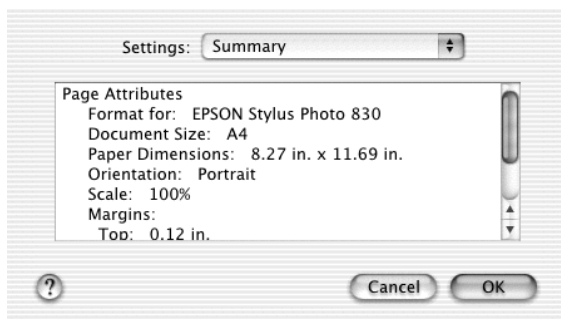 Settings: Summary
Page Attributes
Format for: EPSON Stylus Photo 830
Document Size: A4
Paper Dimensions: 8.27 in. x 11.69 in.
Orientation: Portrait
Scale: 100%
Margins:
Top: 0.12 in.
? Cancel OK